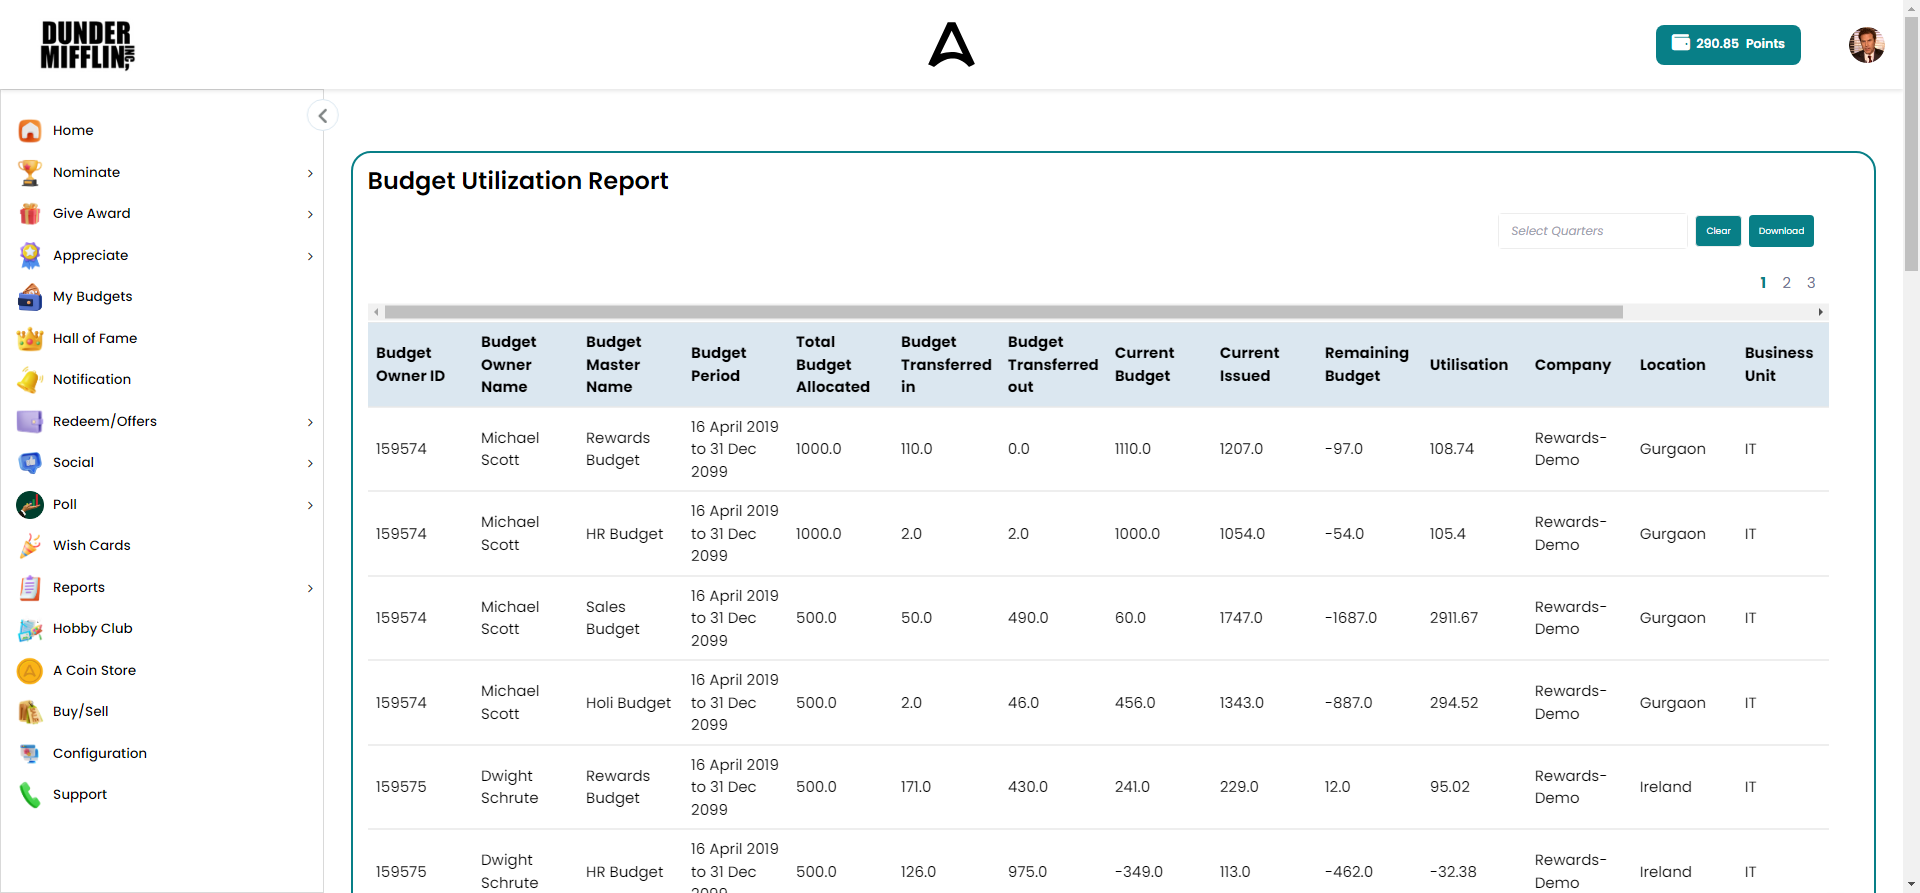 DUNDER
MIFFLIN, INC.
290.85 Points
Home
Nominate
Give Award
Appreciate
My Budgets
Hall of Fame
Notification
Redeem/Offers
Social
Poll
Wish Cards
Reports
Hobby Club
A Coin Store
Buy/Sell
Configuration
Support
Budget Utilization Report
Select Quarters
Clear
Download
1 2 3
Budget Owner ID Budget Owner Name Budget Master Name Budget Period Total Budget Allocated Budget Transferred in Budget Transferred out Current Budget Current Issued Remaining Budget Utilisation Company Location Business Unit
159574 Michael Scott Rewards Budget 16 April 2019 to 31 Dec 2099 1000.0 110.0 0.0 1110.0 1207.0 -97.0 108.74 Rewards-Demo Gurgaon IT
159574 Michael Scott HR Budget 16 April 2019 to 31 Dec 2099 1000.0 2.0 2.0 1000.0 1054.0 -54.0 105.4 Rewards-Demo Gurgaon IT
159574 Michael Scott Sales Budget 16 April 2019 to 31 Dec 2099 500.0 50.0 490.0 60.0 1747.0 -1687.0 2911.67 Rewards-Demo Gurgaon IT
159574 Michael Scott Holi Budget 16 April 2019 to 31 Dec 2099 500.0 2.0 46.0 456.0 1343.0 -887.0 294.52 Rewards-Demo Gurgaon IT
159575 Dwight Schrute Rewards Budget 16 April 2019 to 31 Dec 2099 500.0 171.0 430.0 241.0 229.0 12.0 95.02 Rewards-Demo Ireland IT
159575 Dwight Schrute HR Budget 16 April 2019 to 31 Dec 2099 500.0 126.0 975.0 -349.0 113.0 -462.0 -32.38 Rewards-Demo Ireland IT